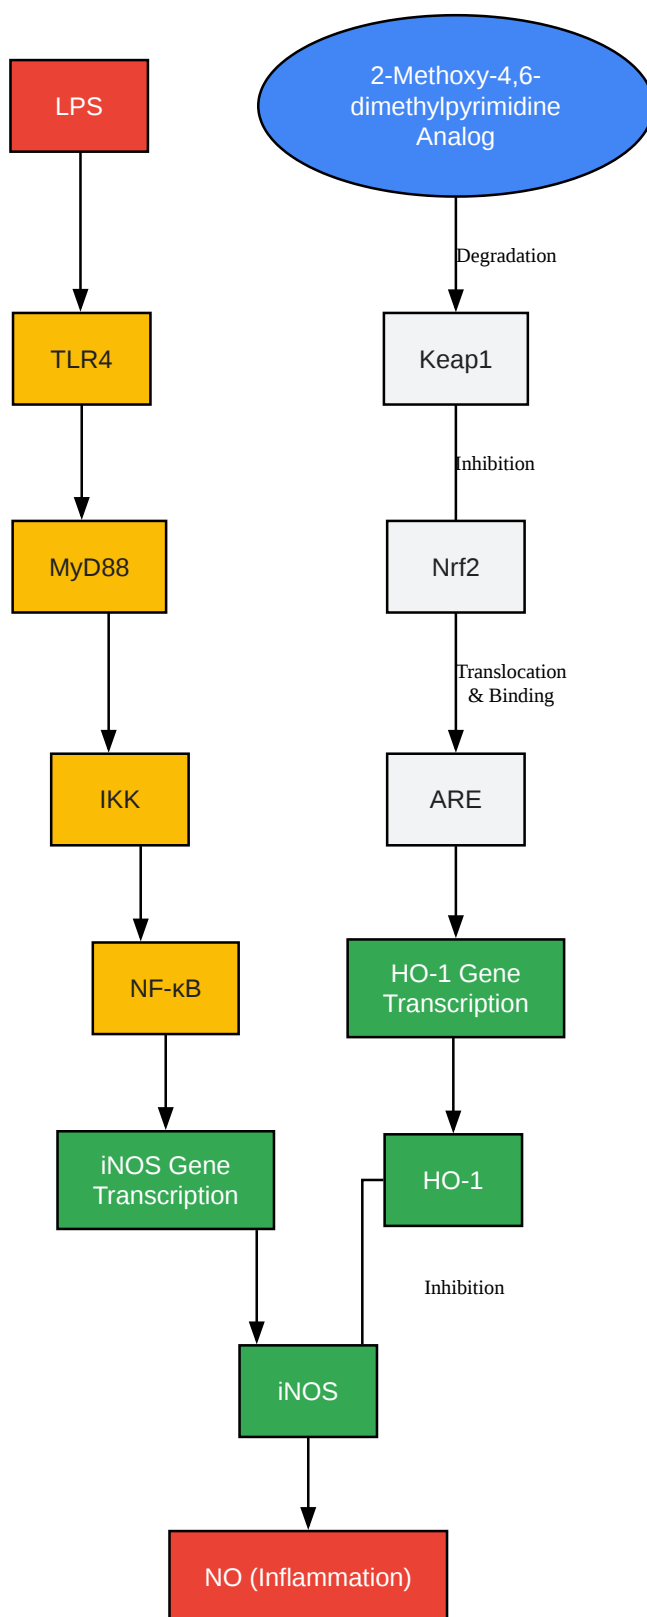 LPS
2-Methoxy-4,6-
dimethylpyrimidine
Analog
Degradation
TLR4
Keap1
Inhibition
MyD88
Nrf2
Translocation
& Binding
IKK
ARE
NF-κB
HO-1 Gene
Transcription
iNOS Gene
Transcription
HO-1
Inhibition
iNOS
NO (Inflammation)